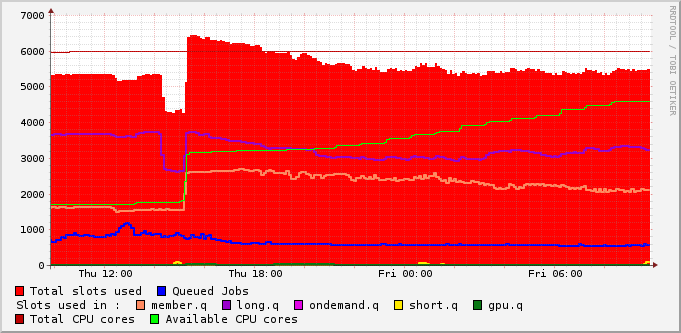 7000
6000
5000
4000
3000
2000
1000
0
Thu 12:00 Thu 18:00 Fri 00:00 Fri 06:00
RRDTOOL / TOBI OETIKER
Total slots used Queued Jobs
Slots used in : member.q long.q ondemand.q short.q gpu.q
Total CPU cores Available CPU cores